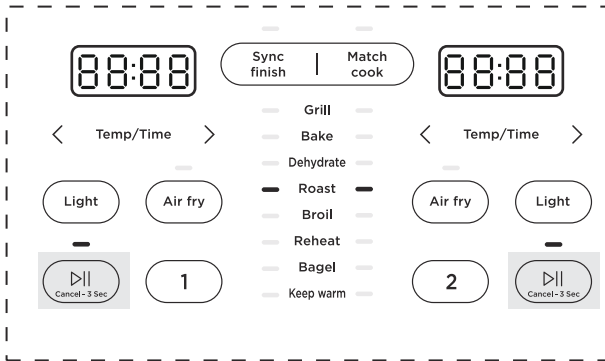 88:88
Sync finish | Match cook
88:88
Temp/Time
Grill
Bake
Dehydrate
Roast
Broil
Reheat
Bagel
Keep warm
Temp/Time
Light
Air fry
Air fry
Light
Cancel - 3 Sec
1
2
Cancel - 3 Sec